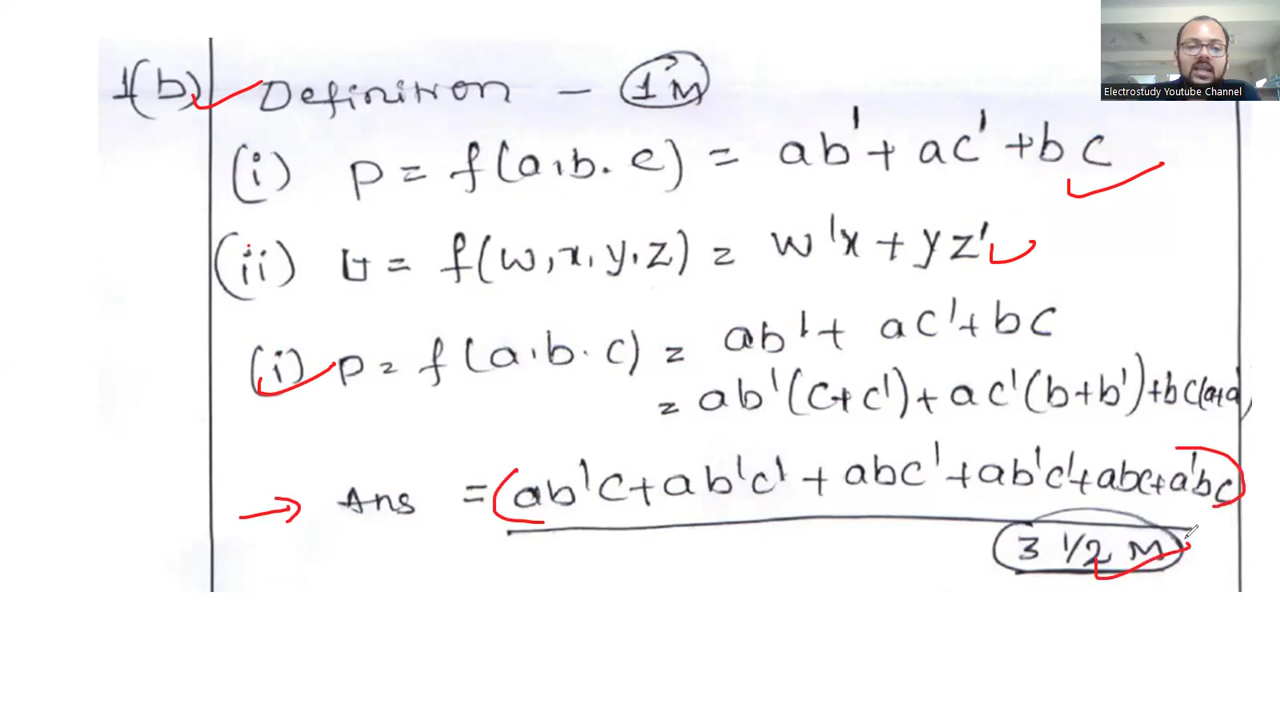 Electrostudy Youtube Channel
1(b) Definition - 1M
(i) P = f(a,b.c) = ab' + ac' + bc
(ii) G = f(w,x,y,z) = w'x + yz'
(i) P = f(a.b.c) = ab' + ac' + bc
= ab'(c+c') + ac'(b+b') + bc(a+a'
Ans = ab'c + ab'c' + abc' + ab'c' + abc + a'bc
3 1/2 M